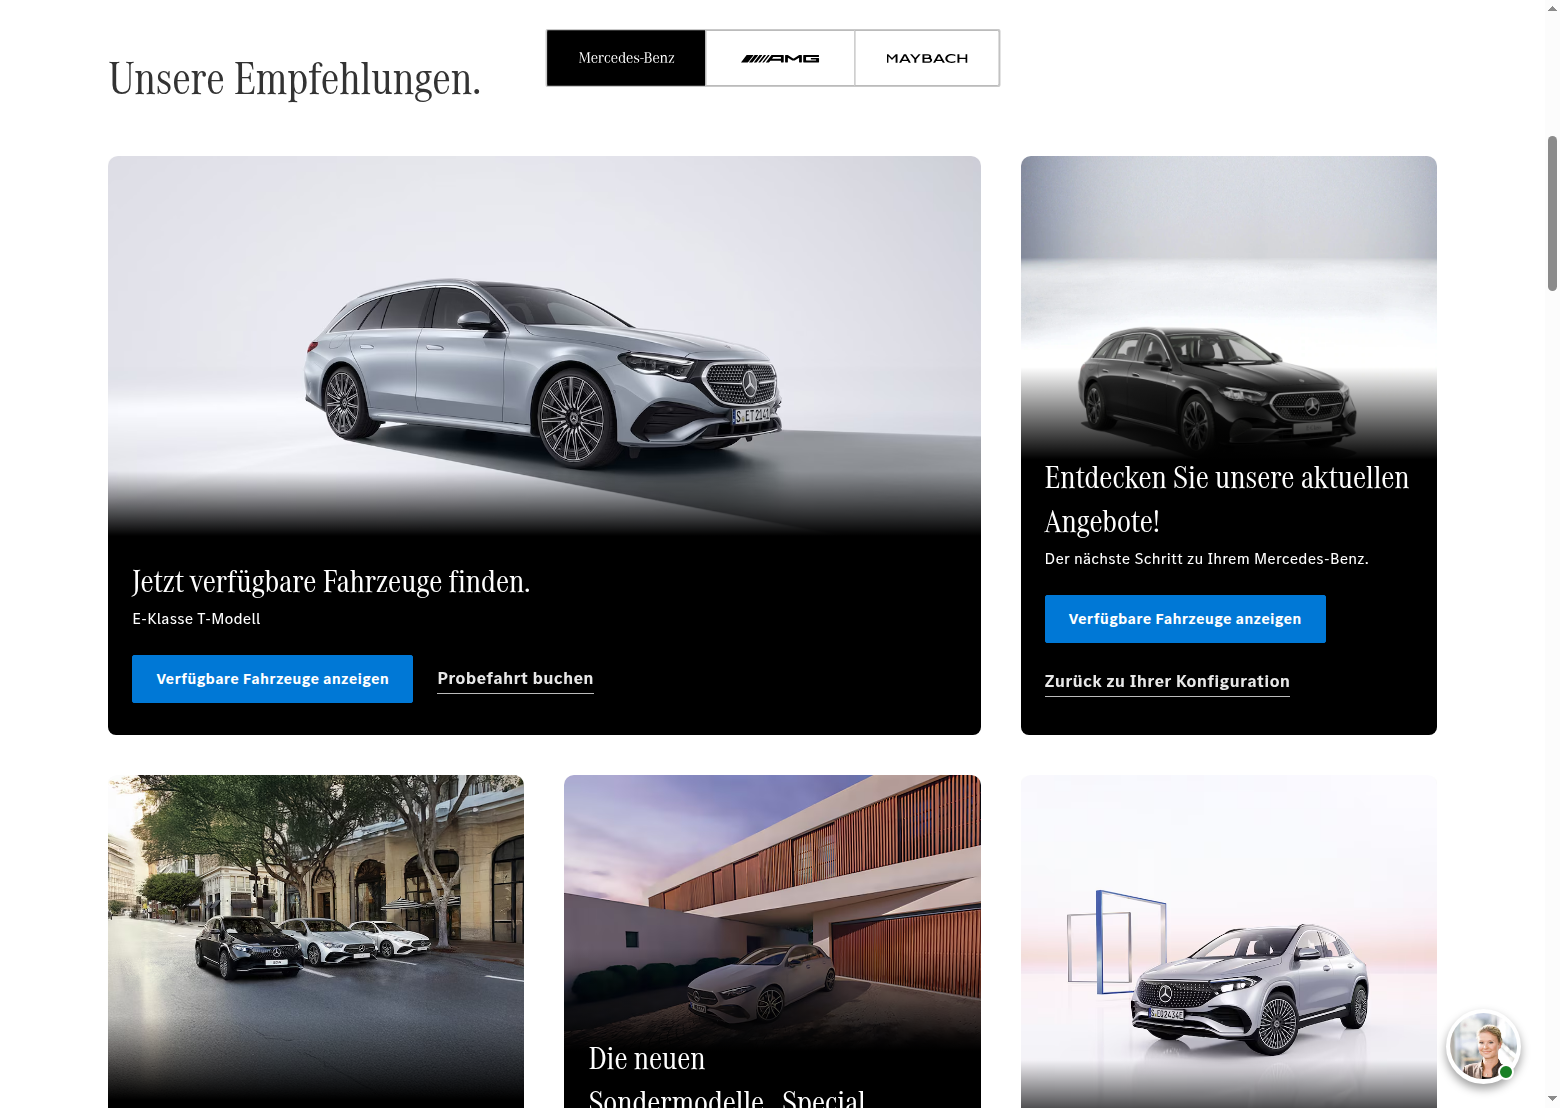 Unsere Empfehlungen.
Mercedes-Benz
AMG
MAYBACH
S ET2141
Jetzt verfügbare Fahrzeuge finden.
E-Klasse T-Modell
Verfügbare Fahrzeuge anzeigen
Probefahrt buchen
Entdecken Sie unsere aktuellen
Angebote!
Der nächste Schritt zu Ihrem Mercedes-Benz.
Verfügbare Fahrzeuge anzeigen
Zurück zu Ihrer Konfiguration
Die neuen
Sondermodelle „Special